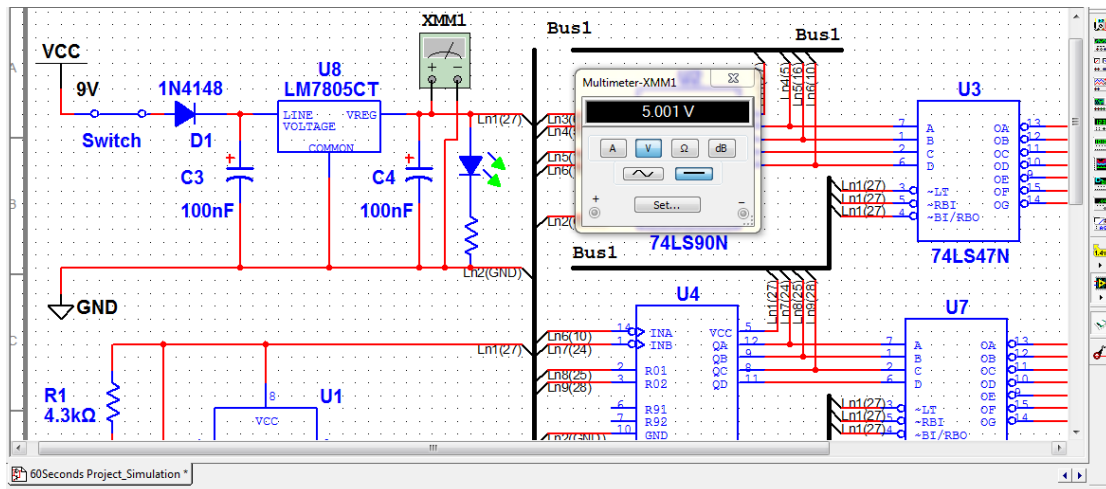 XMM1
Bus1
Bus1
VCC
9V
1N4148
U8
LM7805CT
Multimeter-XMM1
5.001 V
A
V
Ω
dB
Set...
+
−
LINE
VOLTAGE
VREG
COMMON
Switch
D1
C3
100nF
C4
100nF
Ln1(27)
Ln2(GND)
GND
Ln3(
Ln4(
Ln5(
Ln6(
Ln2(
Ln4(5)
Ln5(16)
Ln6(10)
74LS90N
Bus1
U3
7
1
2
6
A
B
C
D
OA
OB
OC
OD
OE
OF
OG
13
12
11
10
9
15
14
Ln1(27)
Ln1(27)
Ln1(27)
3
5
4
~LT
~RBI
~BI/RBO
74LS47N
U4
Ln1(27)
Ln7(24)
Ln8(25)
Ln9(28)
Ln6(10)
Ln7(24)
Ln8(25)
Ln9(28)
Ln2(GND)
14
1
2
3
6
7
10
INA
INB
R01
R02
R91
R92
GND
VCC
QA
QB
QC
QD
5
12
9
8
11
U7
7
1
2
6
A
B
C
D
OA
OB
OC
OD
OE
OF
OG
13
12
11
10
9
15
14
Ln1(27)
Ln1(27)
Ln1(27)
3
5
4
~LT
~RBI
~BI/RBO
Ln1(27)
R1
4.3kΩ
8
U1
VCC
60Seconds Project_Simulation *